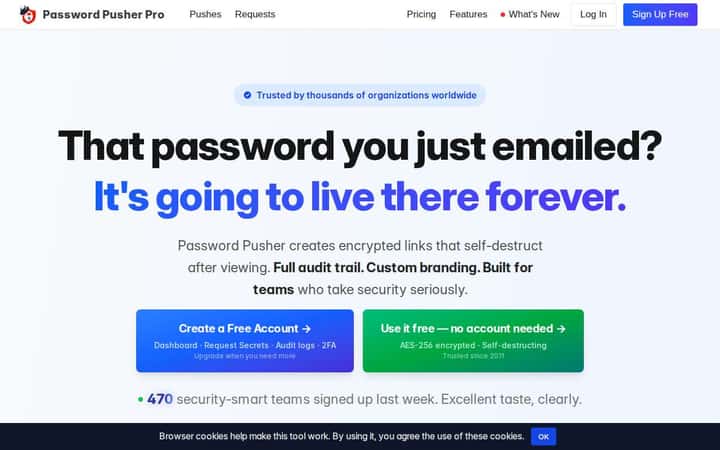 Password Pusher Pro
Pushes
Requests
Pricing
Features
What's New
Log In
Sign Up Free
Trusted by thousands of organizations worldwide
That password you just emailed?
It's going to live there forever.
Password Pusher creates encrypted links that self-destruct
after viewing. Full audit trail. Custom branding. Built for
teams who take security seriously.
Create a Free Account →
Dashboard · Request Secrets · Audit logs · 2FA
Upgrade when you need more
Use it free — no account needed →
AES-256 encrypted · Self-destructing
Trusted since 2011
470 security-smart teams signed up last week. Excellent taste, clearly.
Browser cookies help make this tool work. By using it, you agree the use of these cookies.
OK